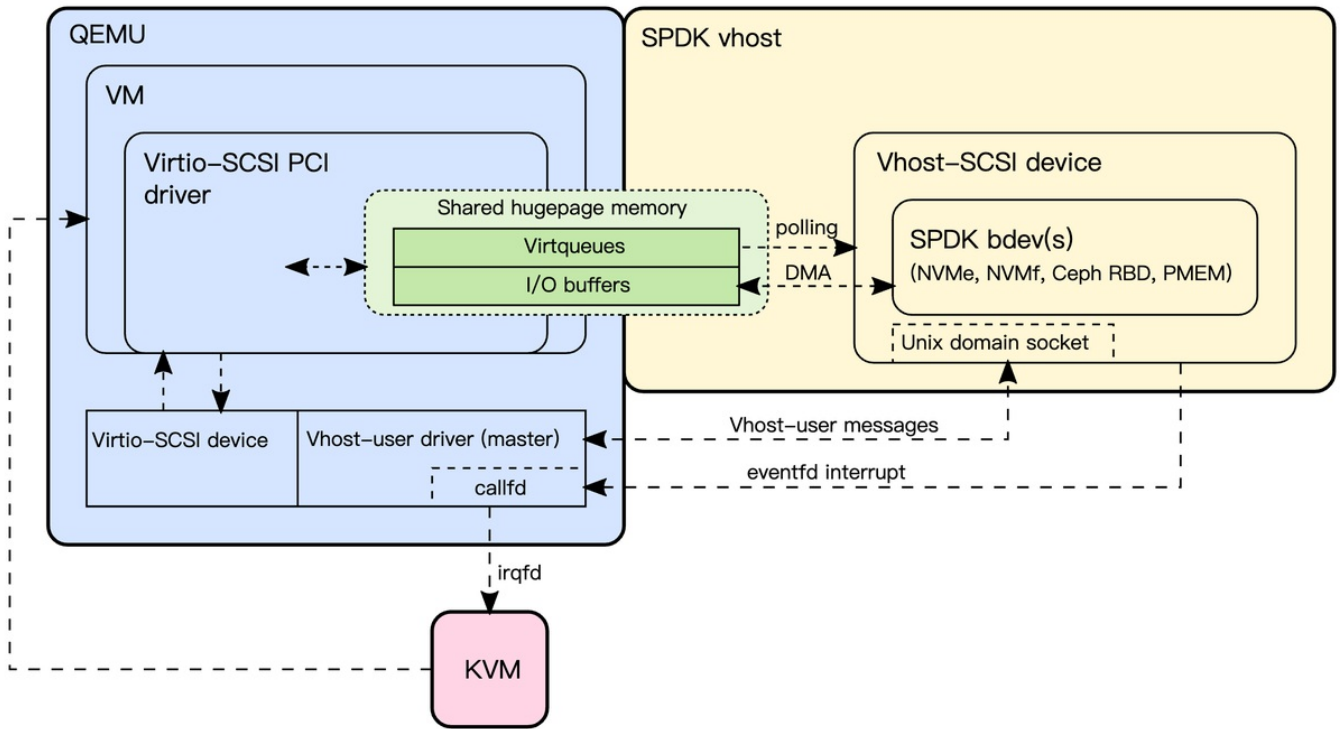 QEMU
SPDK vhost
VM
Virtio-SCSI PCI
driver
Vhost-SCSI device
Shared hugepage memory
Virtqueues
I/O buffers
polling
DMA
SPDK bdev(s)
(NVMe, NVMf, Ceph RBD, PMEM)
Unix domain socket
Virtio-SCSI device
Vhost-user driver (master)
callfd
Vhost-user messages
eventfd interrupt
irqfd
KVM